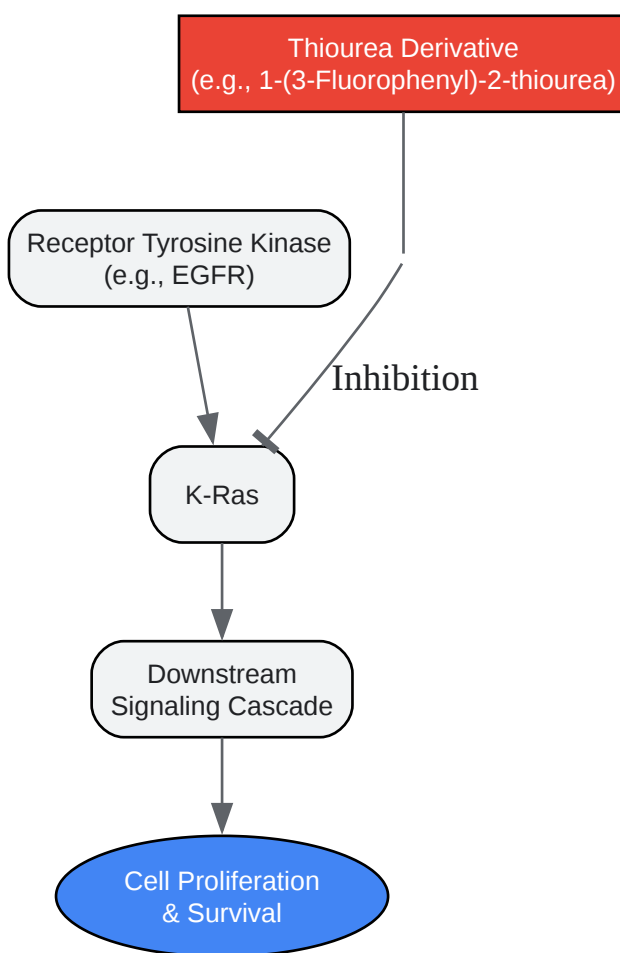 Thiourea Derivative
(e.g., 1-(3-Fluorophenyl)-2-thiourea)
Receptor Tyrosine Kinase
(e.g., EGFR)
Inhibition
K-Ras
Downstream
Signaling Cascade
Cell Proliferation
& Survival